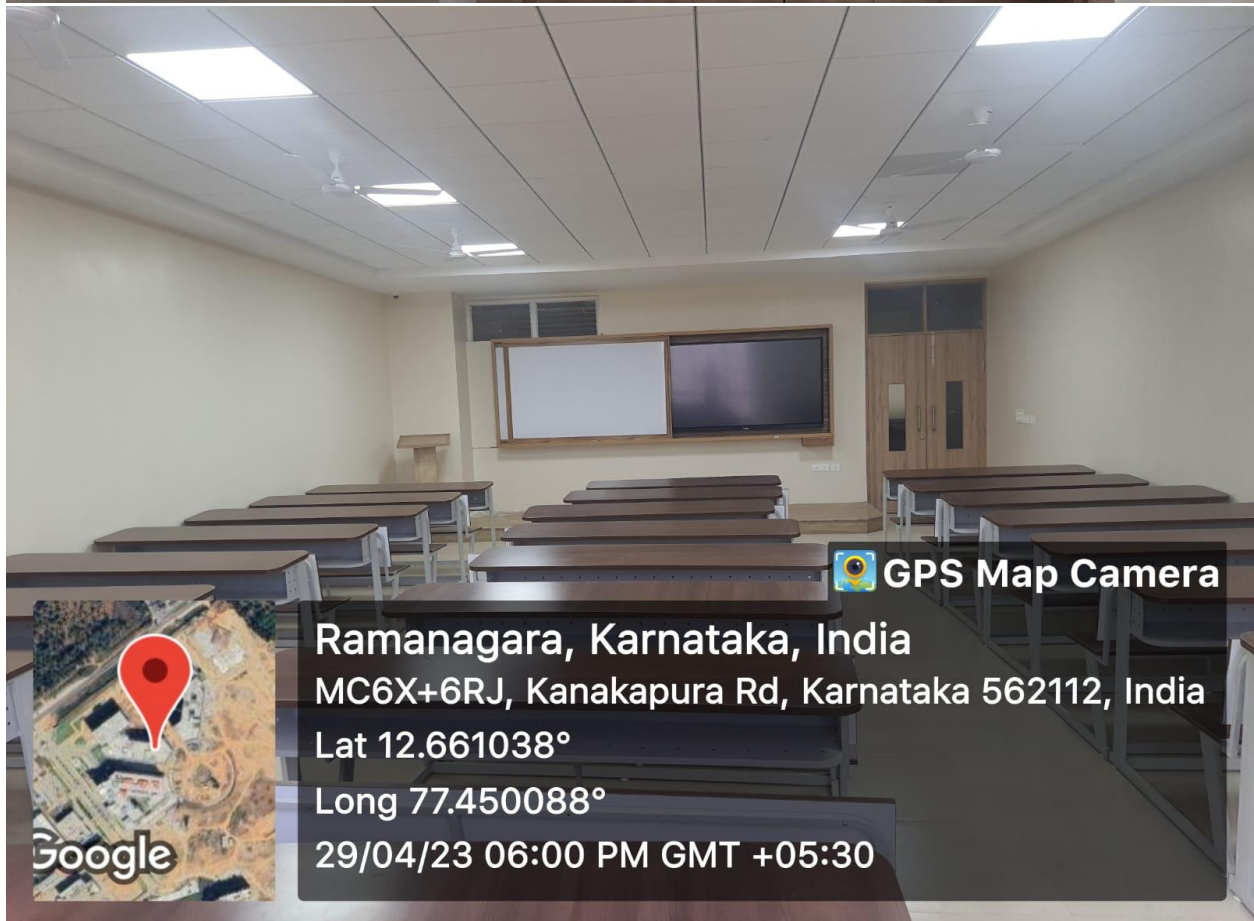 GPS Map Camera
Ramanagara, Karnataka, India
MC6X+6RJ, Kanakapura Rd, Karnataka 562112, India
Lat 12.661038°
Long 77.450088°
29/04/23 06:00 PM GMT +05:30
Google